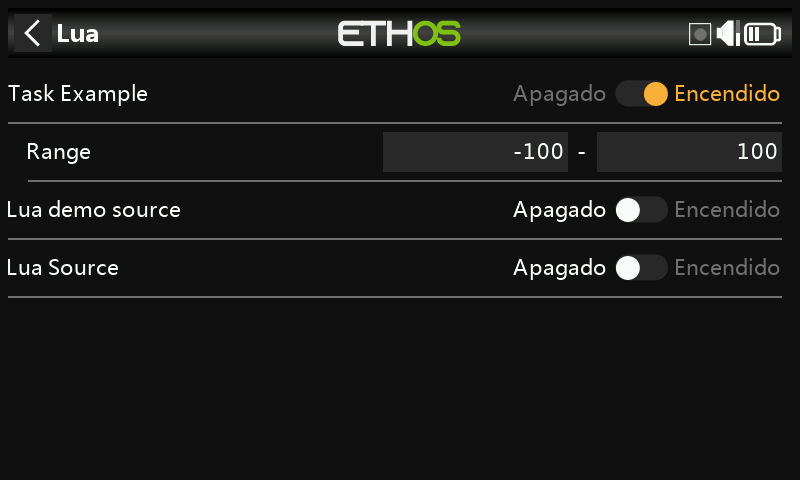 Lua ETHOS
Task Example Apagado Encendido
Range -100 - 100
Lua demo source Apagado Encendido
Lua Source Apagado Encendido